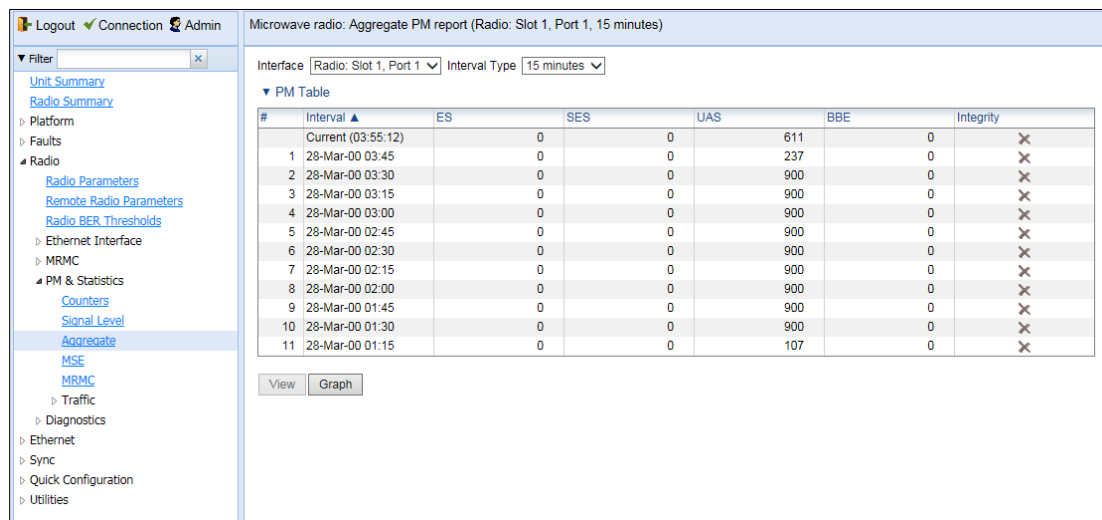 Logout Connection Admin
Microwave radio: Aggregate PM report (Radio: Slot 1, Port 1, 15 minutes)
Filter
Unit Summary
Radio Summary
Platform
Faults
Radio
Radio Parameters
Remote Radio Parameters
Radio BER Thresholds
Ethernet Interface
MRMC
PM & Statistics
Counters
Signal Level
Aggregate
MSE
MRMC
Traffic
Diagnostics
Ethernet
Sync
Quick Configuration
Utilities
Interface Radio: Slot 1, Port 1 Interval Type 15 minutes
PM Table
# Interval ▲ ES SES UAS BBE Integrity
Current (03:55:12) 0 0 611 0
1 28-Mar-00 03:45 0 0 237 0
2 28-Mar-00 03:30 0 0 900 0
3 28-Mar-00 03:15 0 0 900 0
4 28-Mar-00 03:00 0 0 900 0
5 28-Mar-00 02:45 0 0 900 0
6 28-Mar-00 02:30 0 0 900 0
7 28-Mar-00 02:15 0 0 900 0
8 28-Mar-00 02:00 0 0 900 0
9 28-Mar-00 01:45 0 0 900 0
10 28-Mar-00 01:30 0 0 900 0
11 28-Mar-00 01:15 0 0 107 0
View Graph